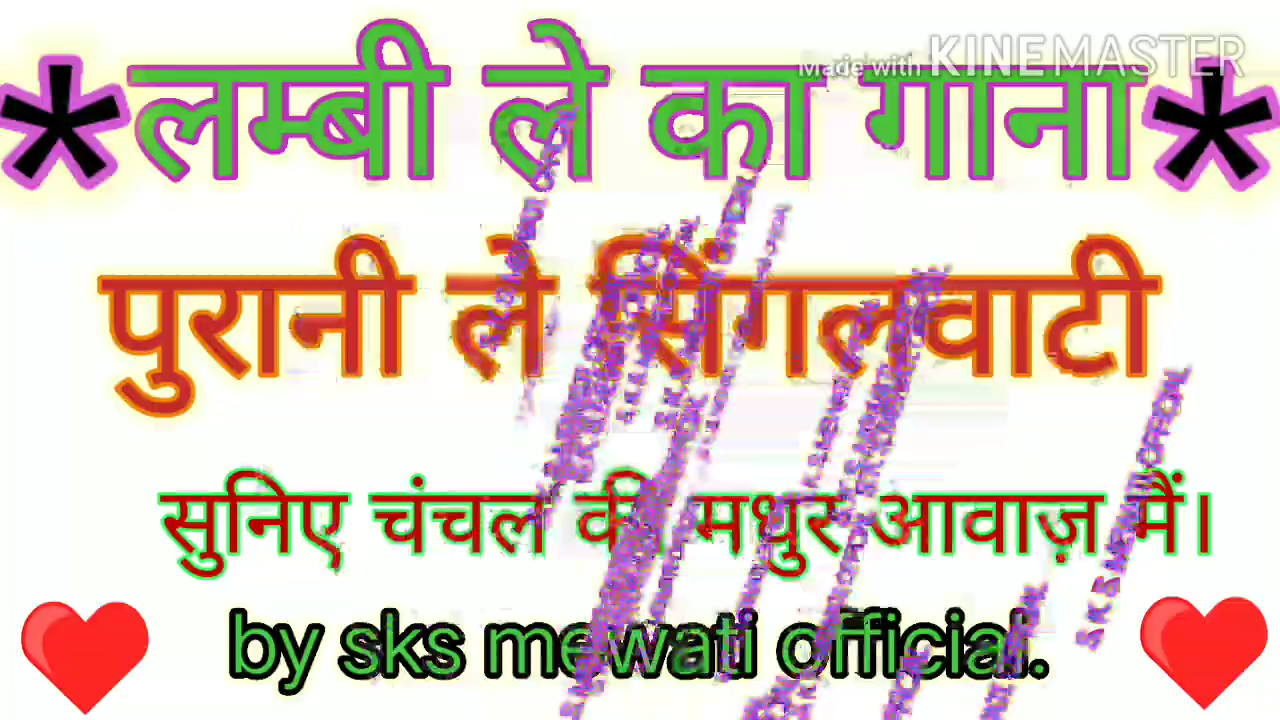 Made with KINEMASTER
*लम्बी ले का गाना*
पुरानी ले सिंगलवाटी
सुनिए चंचल की मधुर आवाज़ मैं।
by sks mewati official.